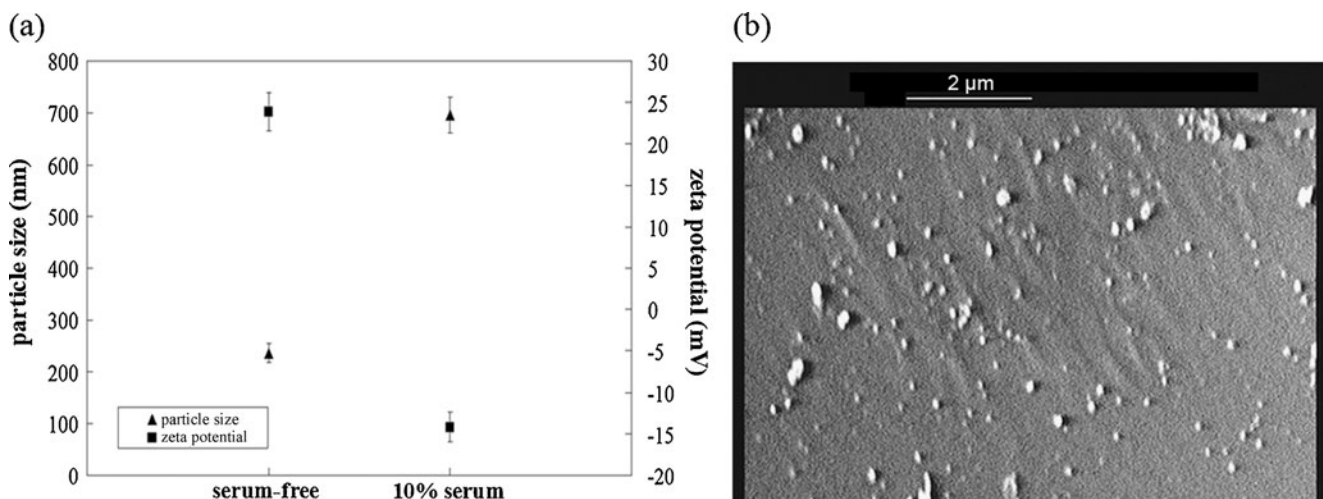 (a)
800
700
600
500
400
300
200
100
0
particle size (nm)
30
25
20
15
10
5
0
-5
-10
-15
-20
zeta potential (mV)
particle size
zeta potential
serum-free 10% serum
(b)
2 µm